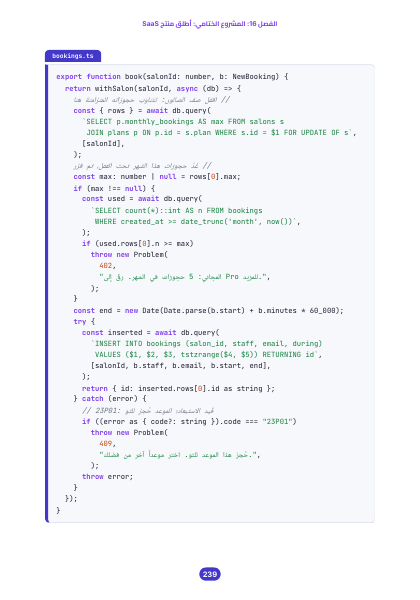 الفصل 16: المشروع الختامي: أطلق منتج SaaS
bookings.ts
export function book(salonId: number, b: NewBooking) {
return withSalon(salonId, async (db) => {
// اقفل صف الصالون: تتناوب حجوزاته المتزامنة هنا
const { rows } = await db.query(
`SELECT p.monthly_bookings AS max FROM salons s
JOIN plans p ON p.id = s.plan WHERE s.id = $1 FOR UPDATE OF s`,
[salonId],
);
// عُدّ حجوزات هذا الشهر تحت القفل، ثم قرّر
const max: number | null = rows[0].max;
if (max !== null) {
const used = await db.query(
`SELECT count(*)::int AS n FROM bookings
WHERE created_at >= date_trunc('month', now())`,
);
if (used.rows[0].n >= max)
throw new Problem(
402,
"المجاني: 5 حجوزات في الشهر. رقِّ إلى Pro للمزيد.",
);
}
const end = new Date(Date.parse(b.start) + b.minutes * 60_000);
try {
const inserted = await db.query(
`INSERT INTO bookings (salon_id, staff, email, during)
VALUES ($1, $2, $3, tstzrange($4, $5)) RETURNING id`,
[salonId, b.staff, b.email, b.start, end],
);
return { id: inserted.rows[0].id as string };
} catch (error) {
// 23P01: قيد الاستبعاد: الموعد حُجز للتو
if ((error as { code?: string }).code === "23P01")
throw new Problem(
409,
"حُجز هذا الموعد للتو. اختر موعداً آخر من فضلك.",
);
throw error;
}
});
}
239